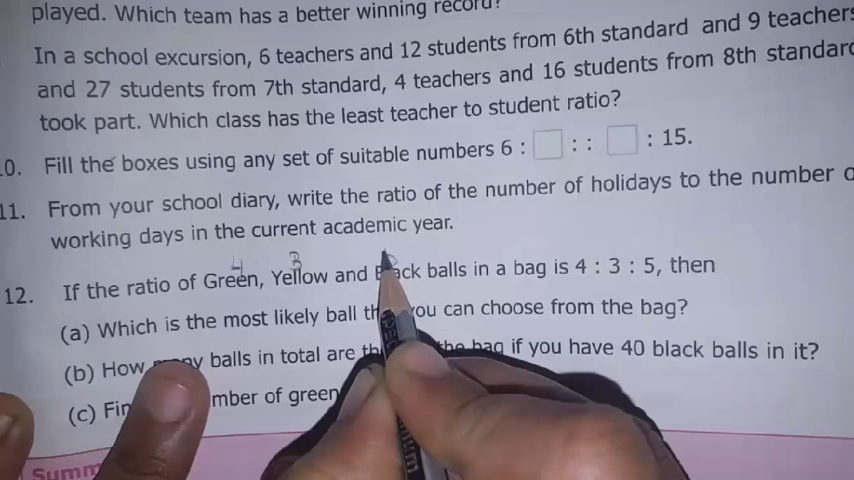 played. Which team has a better winning record?
In a school excursion, 6 teachers and 12 students from 6th standard and 9 teachers
and 27 students from 7th standard, 4 teachers and 16 students from 8th standard
took part. Which class has the least teacher to student ratio?
10. Fill the boxes using any set of suitable numbers 6 : □ : : □ : 15.
11. From your school diary, write the ratio of the number of holidays to the number
working days in the current academic year.
4 3
12. If the ratio of Green, Yellow and Black balls in a bag is 4 : 3 : 5, then
(a) Which is the most likely ball you can choose from the bag?
(b) How many balls in total are the bag if you have 40 black balls in it?
(c) number of green
Summ